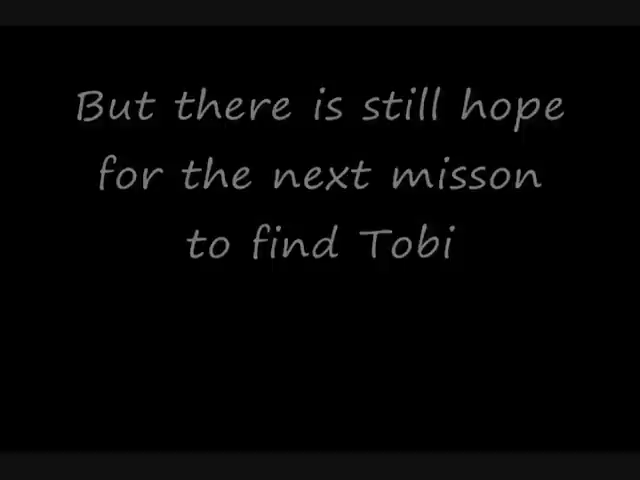 But there is still hope
for the next misson
to find Tobi